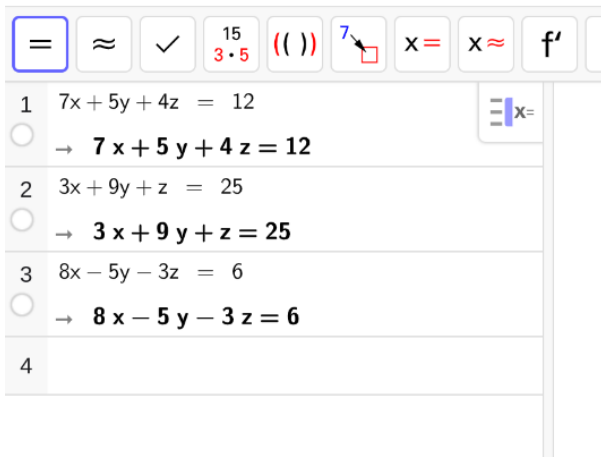 = ≈ ✓ 15 3 · 5 (( )) 7 x = x ≈ f′
1 7x + 5y + 4z = 12
→ 7 x + 5 y + 4 z = 12
x=
2 3x + 9y + z = 25
→ 3 x + 9 y + z = 25
3 8x − 5y − 3z = 6
→ 8 x − 5 y − 3 z = 6
4